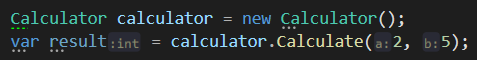 Calculator calculator = new Calculator();
var result:int = calculator.Calculate(a:2, b:5);